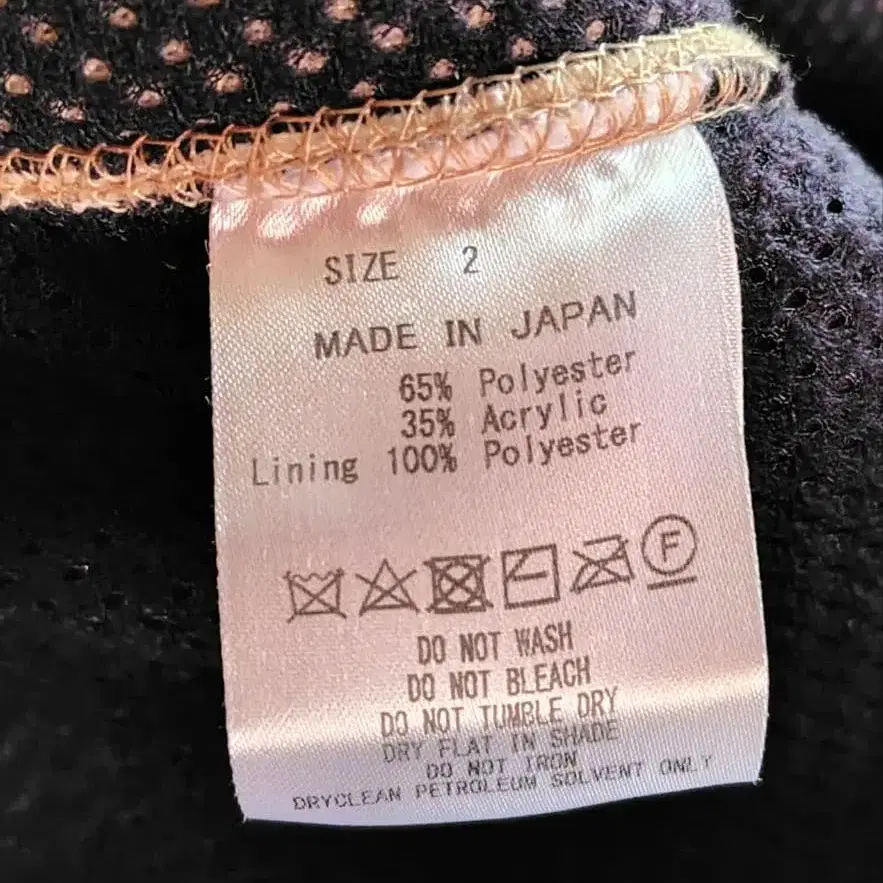 SIZE 2
MADE IN JAPAN
65% Polyester
35% Acrylic
Lining 100% Polyester
F
DO NOT WASH
DO NOT BLEACH
DO NOT TUMBLE DRY
DRY FLAT IN SHADE
DO NOT IRON
DRYCLEAN PETROLEUM SOLVENT ONLY